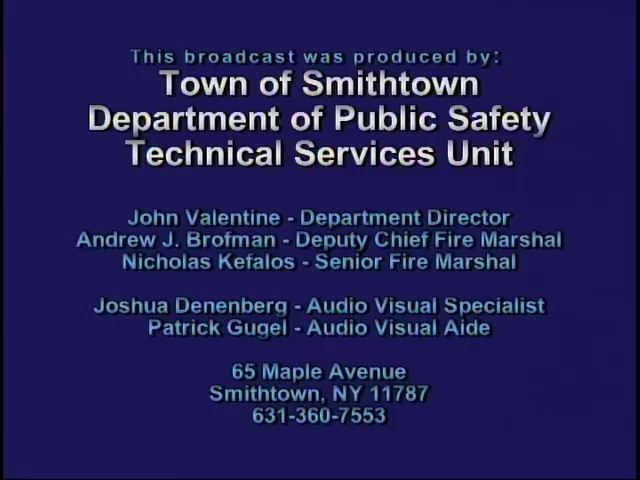 This broadcast was produced by:
Town of Smithtown
Department of Public Safety
Technical Services Unit
John Valentine - Department Director
Andrew J. Brofman - Deputy Chief Fire Marshal
Nicholas Kefalos - Senior Fire Marshal
Joshua Denenberg - Audio Visual Specialist
Patrick Gugel - Audio Visual Aide
65 Maple Avenue
Smithtown, NY 11787
631-360-7553